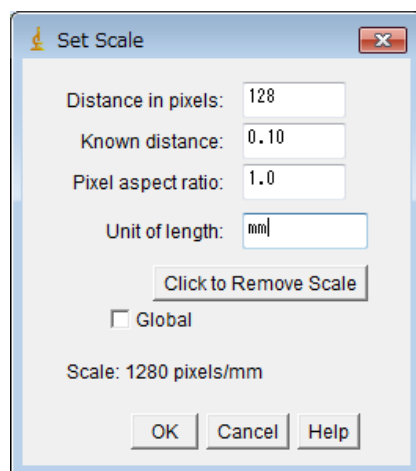 Set Scale
Distance in pixels: 128
Known distance: 0.10
Pixel aspect ratio: 1.0
Unit of length: mm
Click to Remove Scale
Global
Scale: 1280 pixels/mm
OK Cancel Help